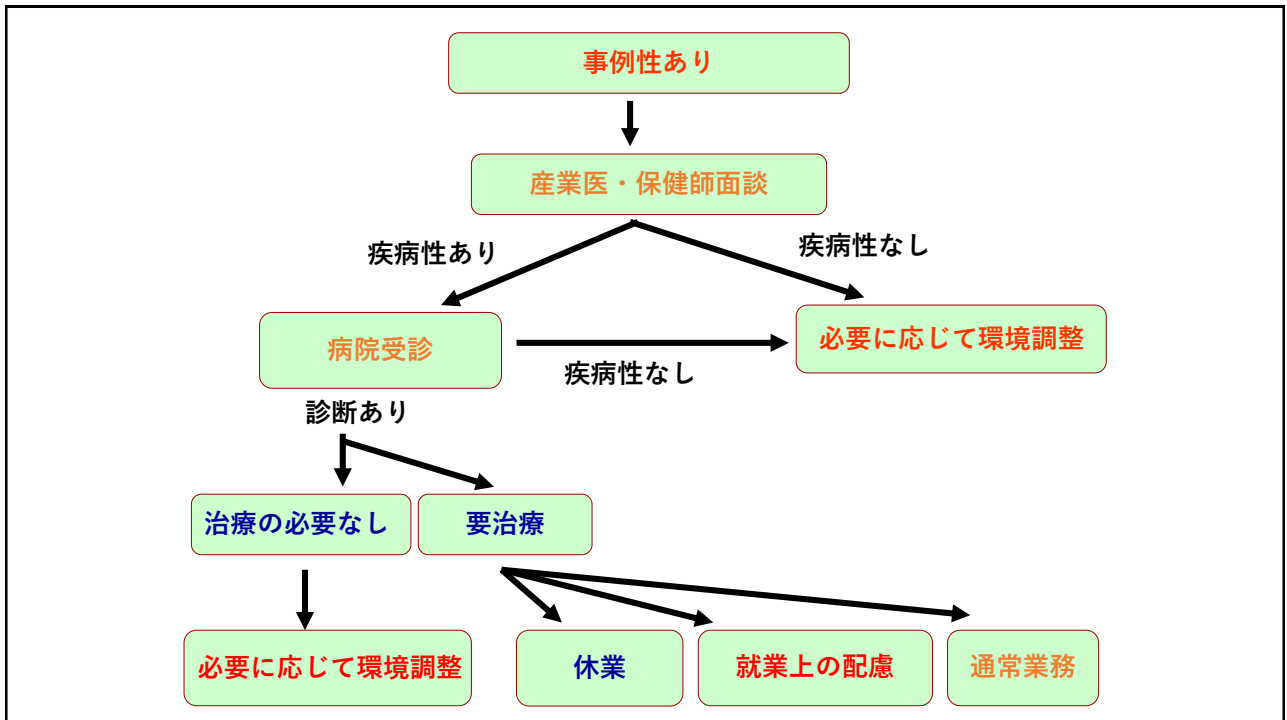 事例性あり
産業医・保健師面談
疾病性あり
疾病性なし
病院受診
疾病性なし
必要に応じて環境調整
診断あり
治療の必要なし
要治療
必要に応じて環境調整
休業
就業上の配慮
通常業務